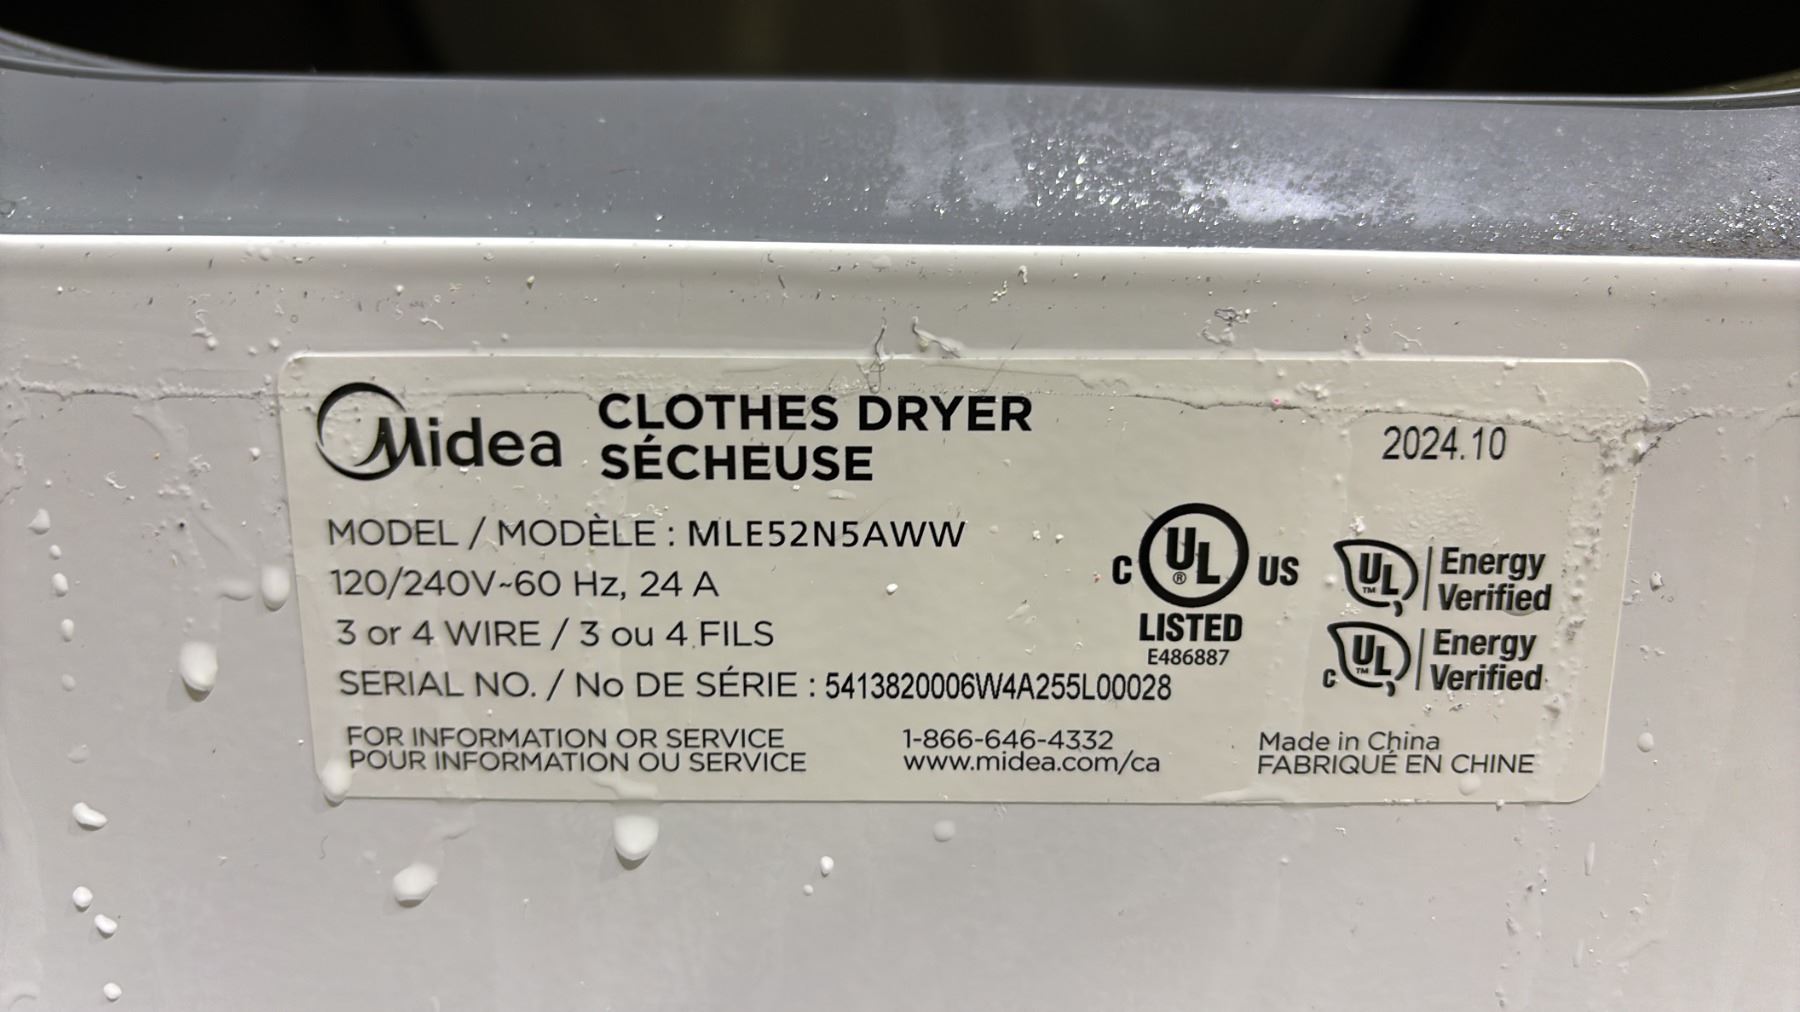 Midea
CLOTHES DRYER
SÉCHEUSE
2024.10
MODEL / MODÈLE : MLE52N5AWW
120/240V~60 Hz, 24 A
3 or 4 WIRE / 3 ou 4 FILS
SERIAL NO. / No DE SÉRIE : 5413820006W4A255L00028
C UL ® US
LISTED
E486887
UL ™ Energy
Verified
C UL ™ Energy
Verified
FOR INFORMATION OR SERVICE
POUR INFORMATION OU SERVICE
1-866-646-4332
www.midea.com/ca
Made in China
FABRIQUÉ EN CHINE